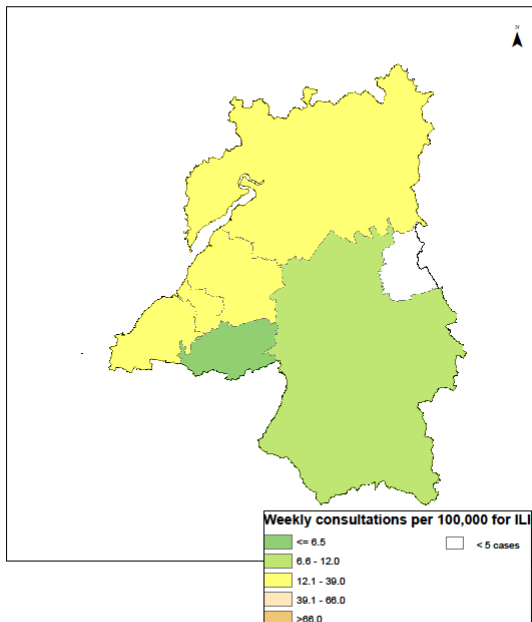 N
Weekly consultations per 100,000 for ILI
<= 6.5
< 5 cases
6.6 - 12.0
12.1 - 39.0
39.1 - 66.0
>66.0